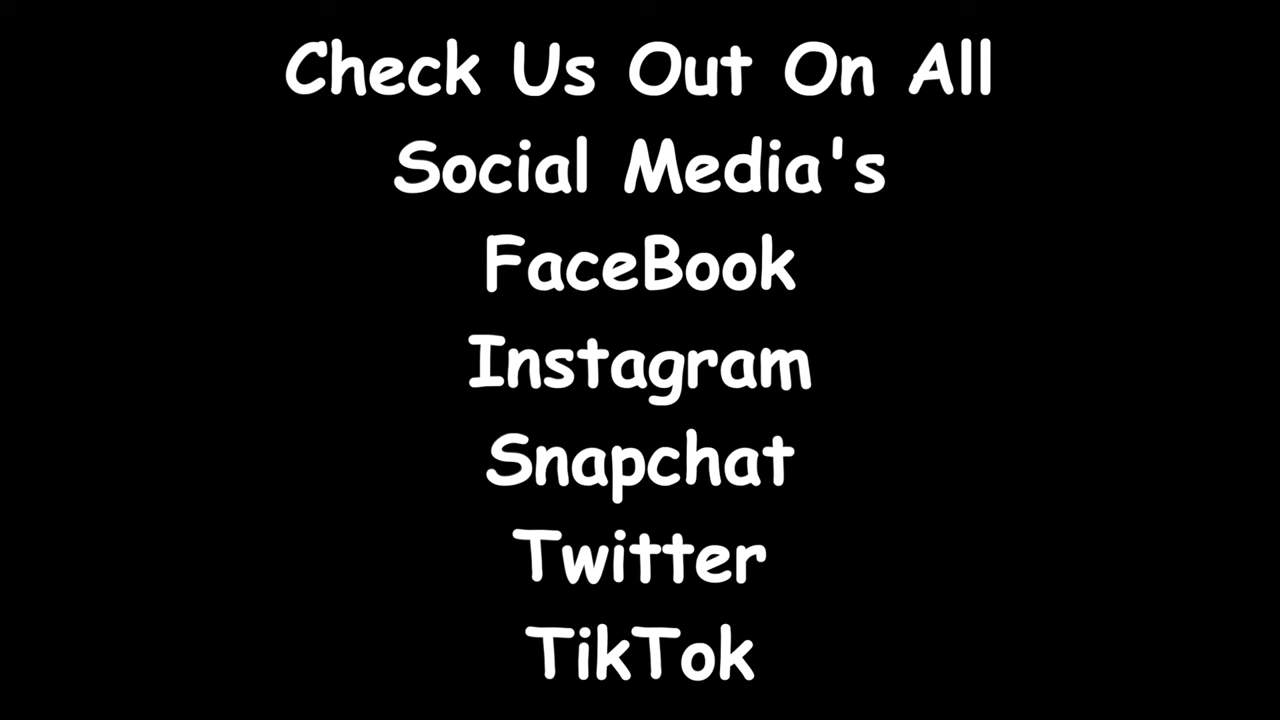 Check Us Out On All
Social Media's
FaceBook
Instagram
Snapchat
Twitter
TikTok